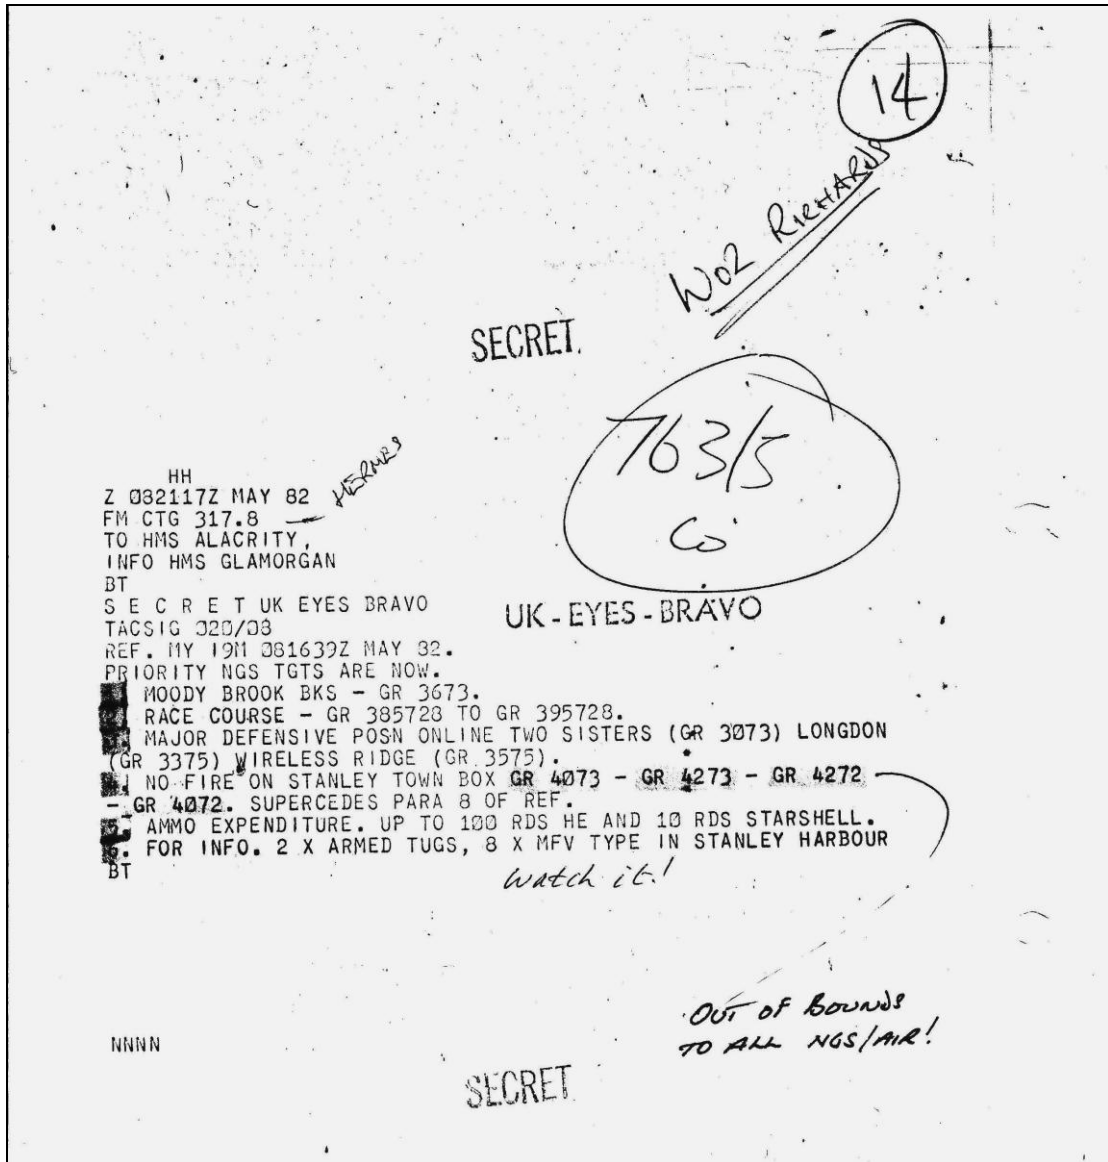 14
WO2 RICHARDS
SECRET.
763/5
HERMES
HH
Z 082117Z MAY 82
FM CTG 317.8 —
TO HMS ALACRITY,
INFO HMS GLAMORGAN
BT
S E C R E T UK EYES BRAVO
UK - EYES - BRAVO
TACSIG 020/08
REF. MY 19M 081639Z MAY 82.
PRIORITY NGS TGTS ARE NOW.
MOODY BROOK BKS - GR 3673.
RACE COURSE - GR 385728 TO GR 395728.
MAJOR DEFENSIVE POSN ONLINE TWO SISTERS (GR 3073) LONGDON
(GR 3375) WIRELESS RIDGE (GR 3575).
4. NO FIRE ON STANLEY TOWN BOX GR 4073 - GR 4273 - GR 4272
- GR 4072. SUPERCEDES PARA 8 OF REF.
5. AMMO EXPENDITURE. UP TO 100 RDS HE AND 10 RDS STARSHELL.
6. FOR INFO. 2 X ARMED TUGS, 8 X MFV TYPE IN STANLEY HARBOUR
BT
Watch it!
OUT OF BOUNDS
TO ALL NGS/AIR!
NNNN
SECRET